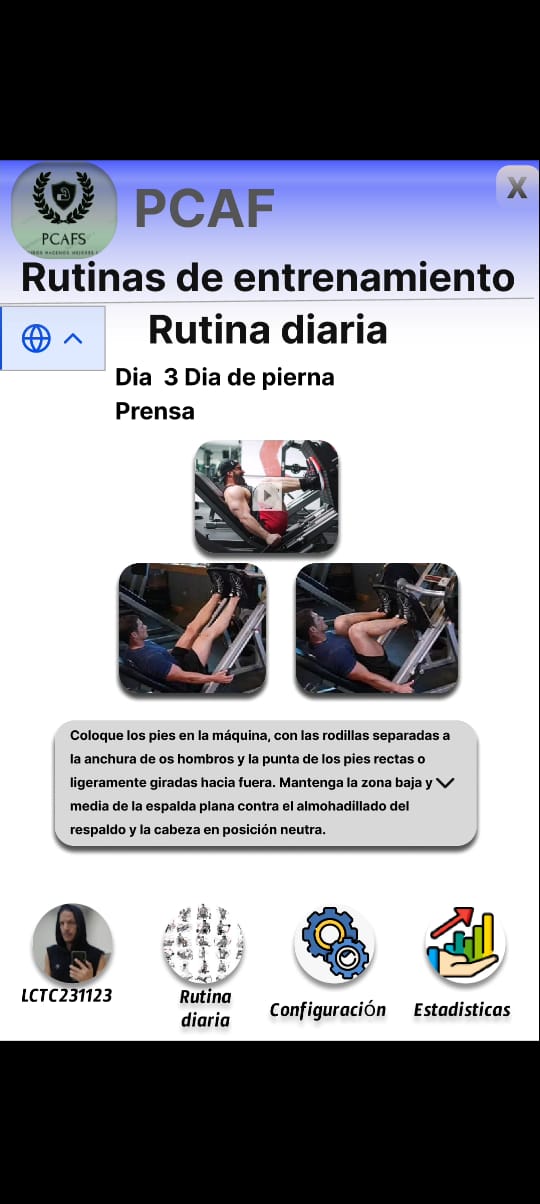 PCAFS
PCAF
X
Rutinas de entrenamiento
Rutina diaria
Dia 3 Dia de pierna
Prensa
Coloque los pies en la máquina, con las rodillas separadas a
la anchura de os hombros y la punta de los pies rectas o
ligeramente giradas hacia fuera. Mantenga la zona baja y
media de la espalda plana contra el almohadillado del
respaldo y la cabeza en posición neutra.
LCTC231123
Rutina
diaria
Configuración
Estadisticas